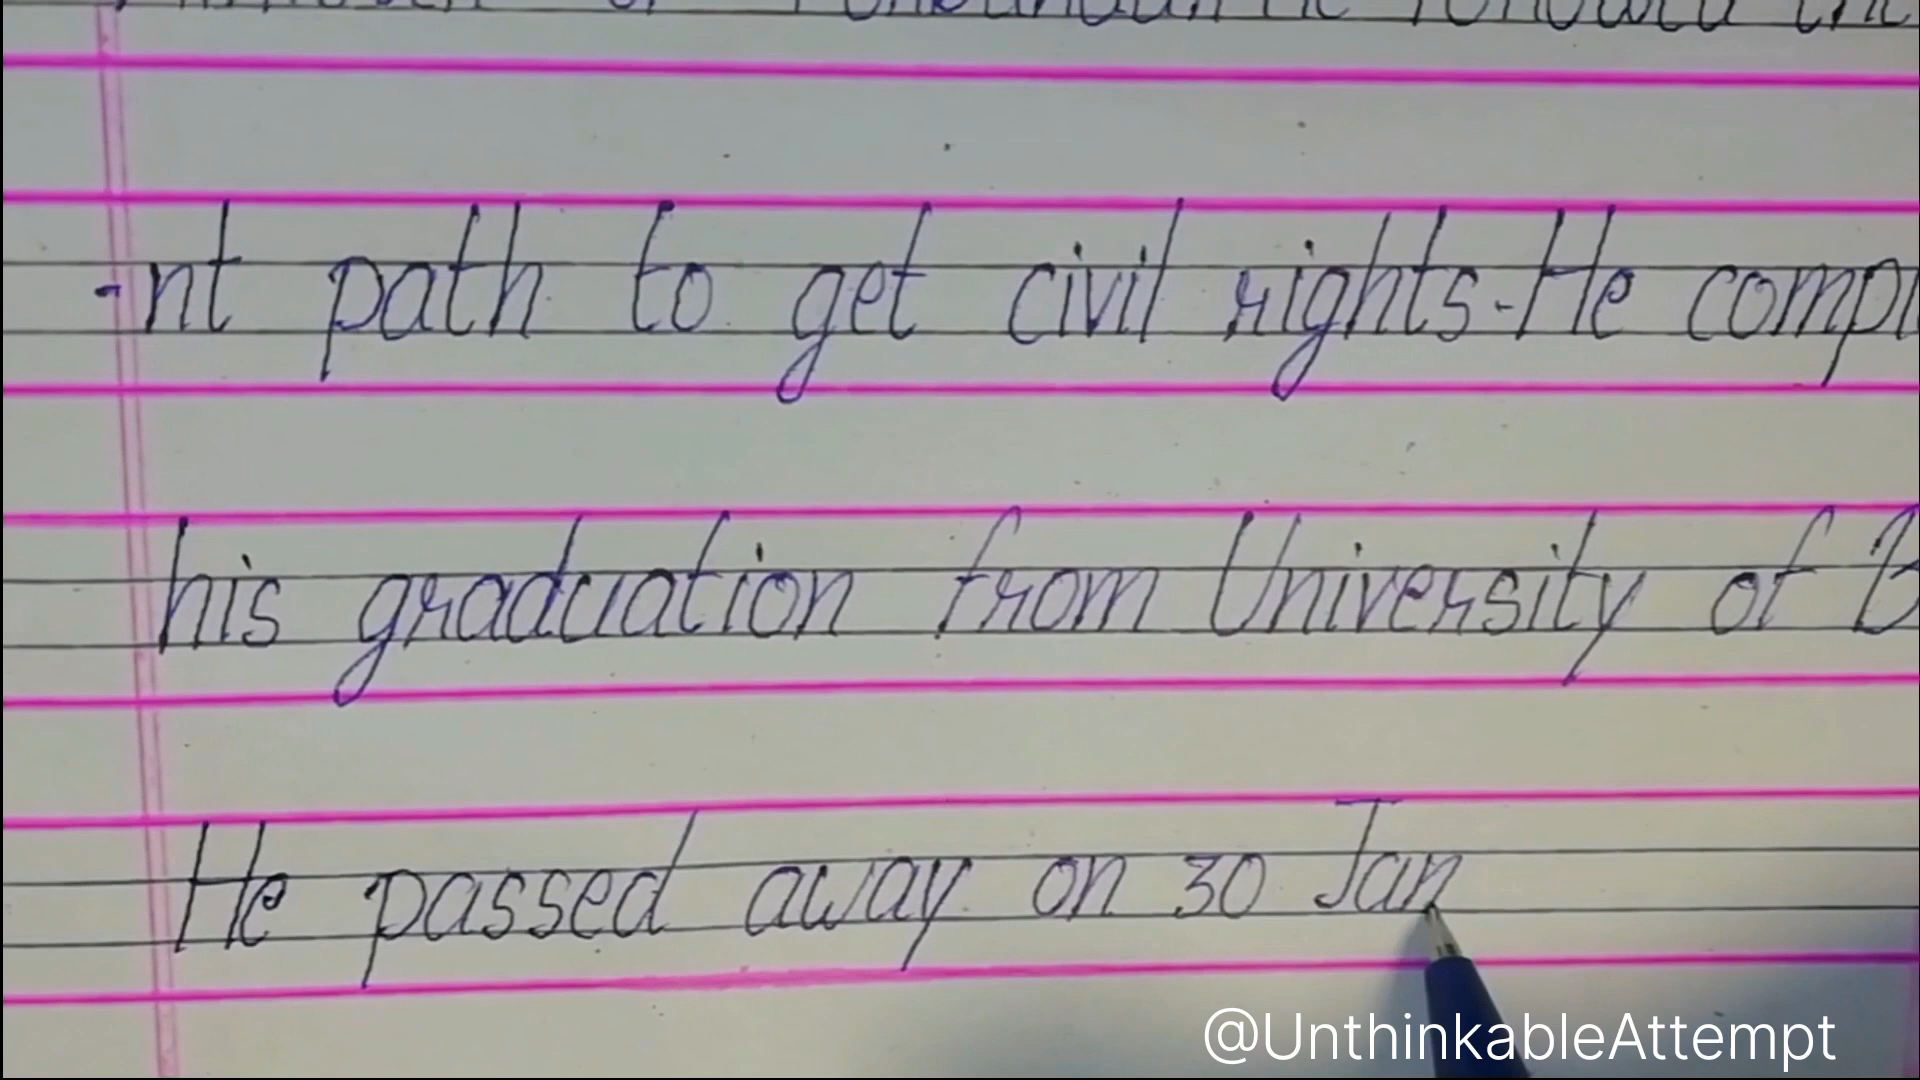 -nt path to get civil rights-He compl
his graduation from University of B
He passed away on 30 Jan
@UnthinkableAttempt